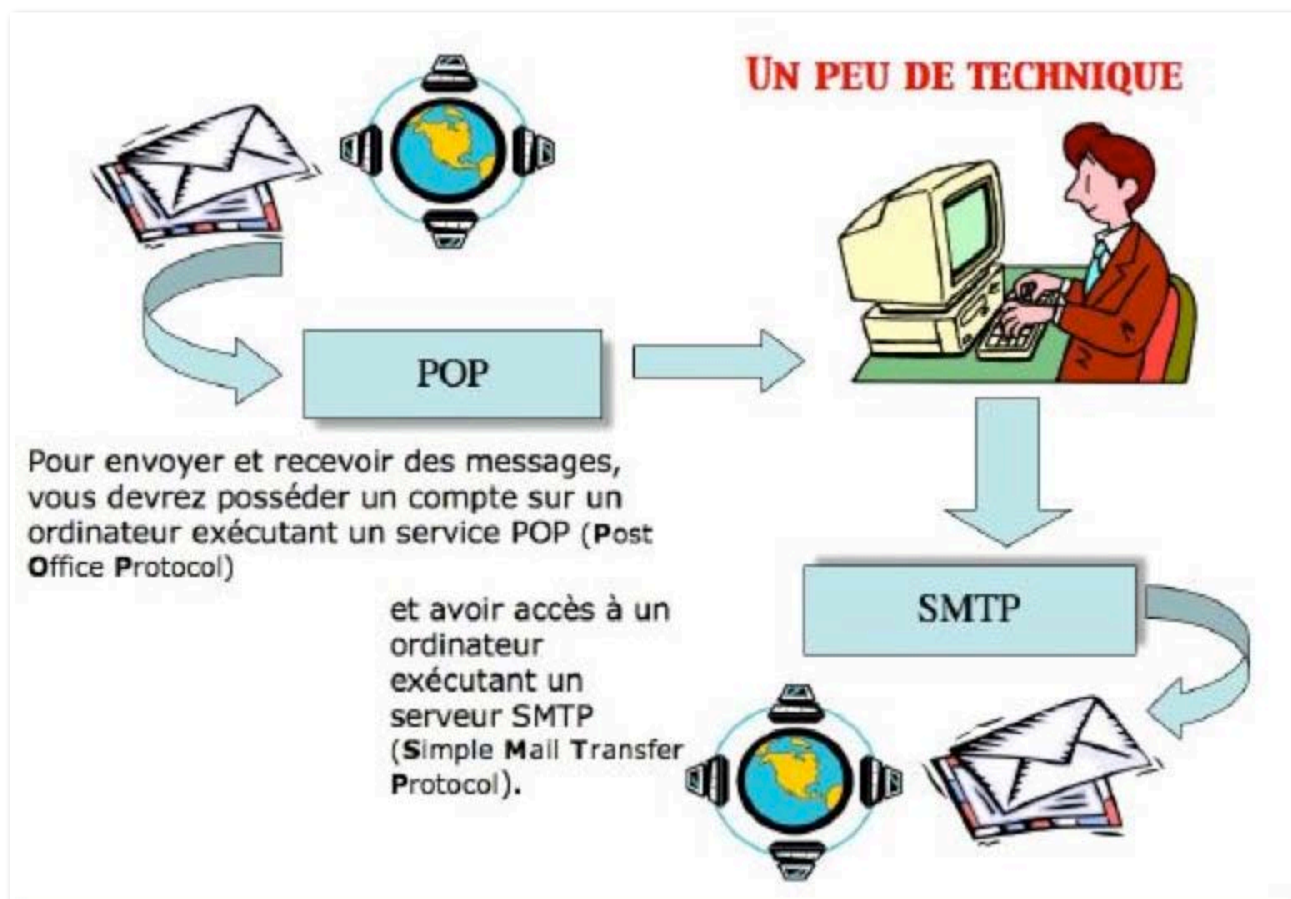 UN PEU DE TECHNIQUE
POP
Pour envoyer et recevoir des messages,
vous devrez posséder un compte sur un
ordinateur exécutant un service POP (Post
Office Protocol)
SMTP
et avoir accès à un
ordinateur
exécutant un
serveur SMTP
(Simple Mail Transfer
Protocol).